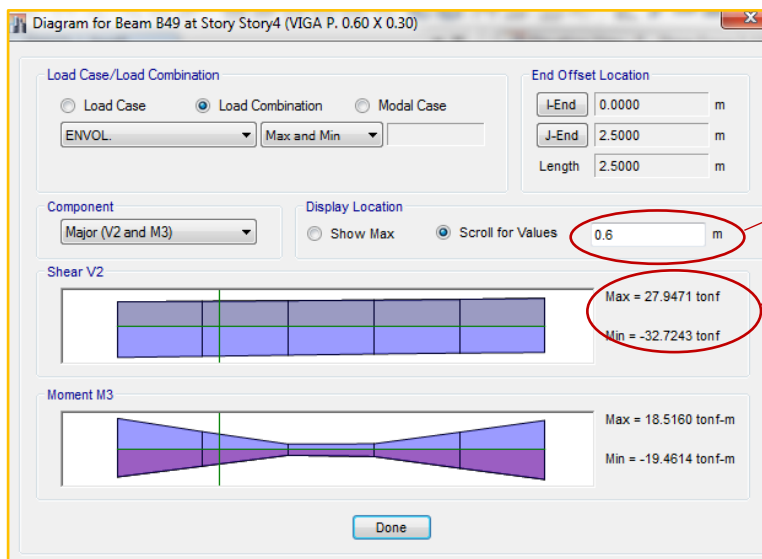 Diagram for Beam B49 at Story Story4 (VIGA P. 0.60 X 0.30)
Load Case/Load Combination
Load Case Load Combination Modal Case
ENVOL. Max and Min
End Offset Location
I-End 0.0000 m
J-End 2.5000 m
Length 2.5000 m
Component
Major (V2 and M3)
Display Location
Show Max Scroll for Values 0.6 m
Shear V2
Max = 27.9471 tonf
Min = -32.7243 tonf
Moment M3
Max = 18.5160 tonf-m
Min = -19.4614 tonf-m
Done